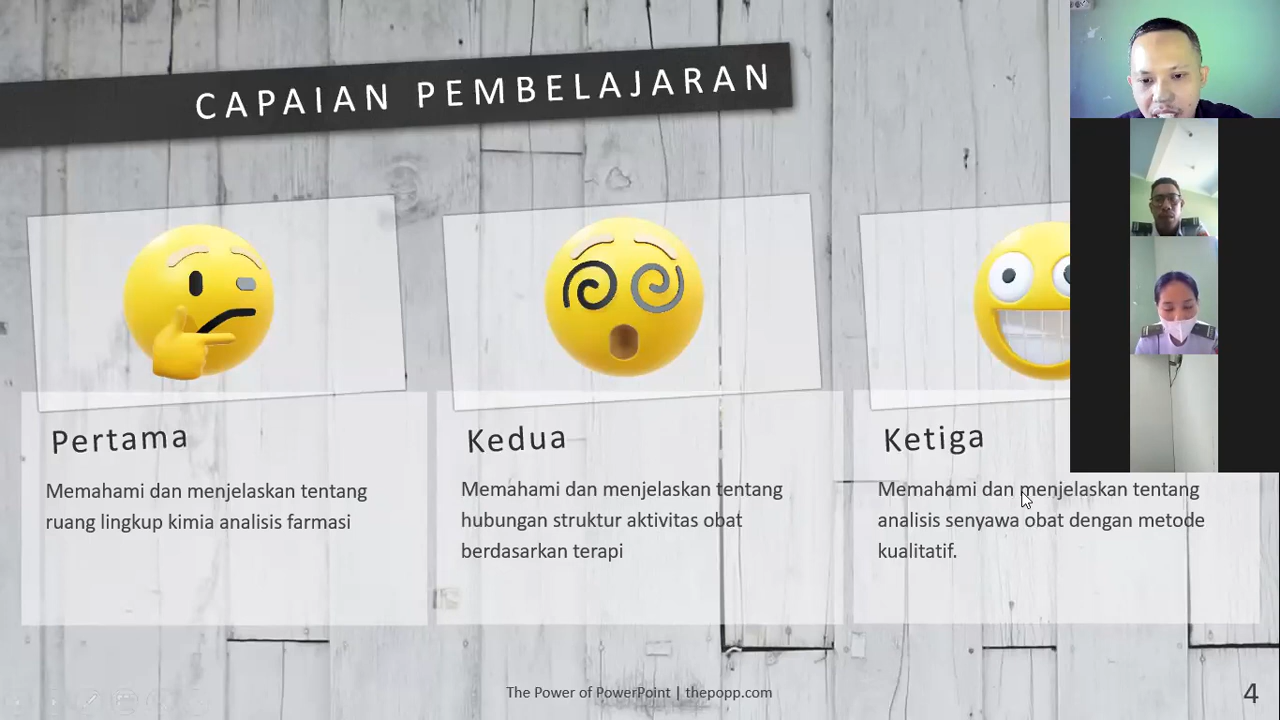 CAPAIAN PEMBELAJARAN
Pertama
Memahami dan menjelaskan tentang
ruang lingkup kimia analisis farmasi
Kedua
Memahami dan menjelaskan tentang
hubungan struktur aktivitas obat
berdasarkan terapi
Ketiga
Memahami dan menjelaskan tentang
analisis senyawa obat dengan metode
kualitatif.
The Power of PowerPoint | thepopp.com
4